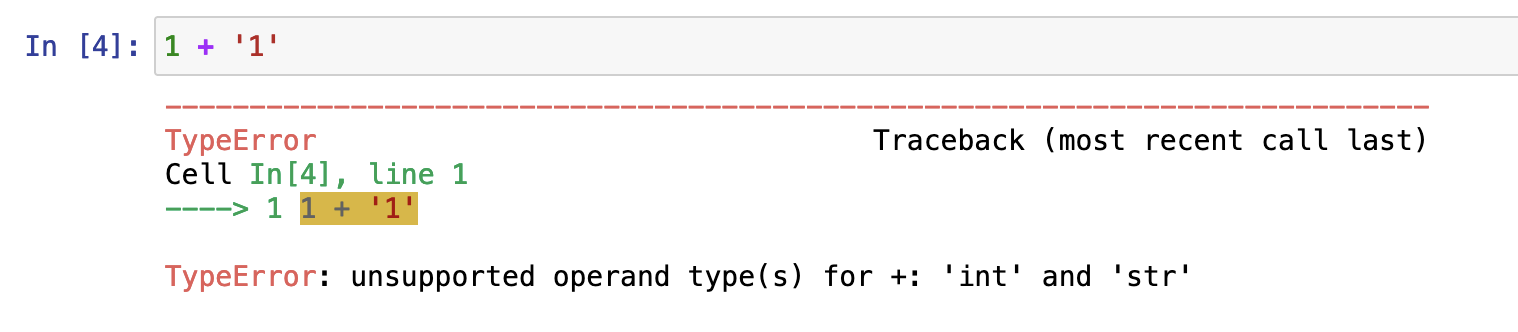 In [4]: 1 + '1'
---------------------------------------------------------------------------
TypeError                                 Traceback (most recent call last)
Cell In[4], line 1
----> 1 1 + '1'

TypeError: unsupported operand type(s) for +: 'int' and 'str'